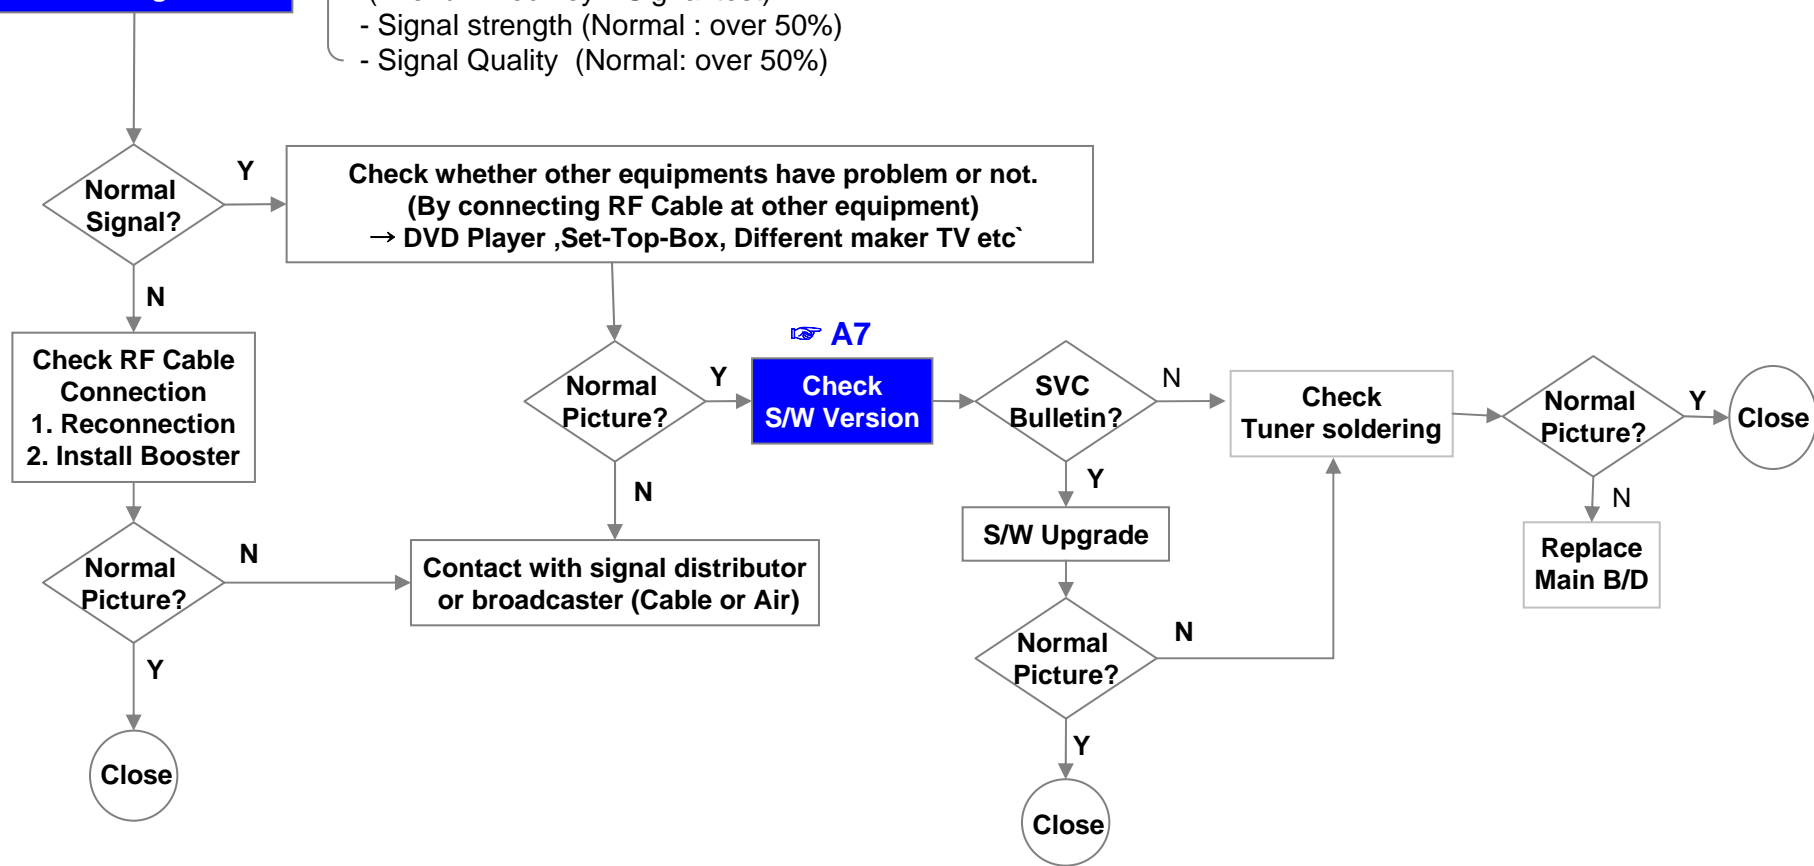 - Signal strength (Normal : over 50%)
- Signal Quality (Normal: over 50%)
Normal
Signal?
Y
N
Check whether other equipments have problem or not.
(By connecting RF Cable at other equipment)
→ DVD Player ,Set-Top-Box, Different maker TV etc`
Check RF Cable
Connection
1. Reconnection
2. Install Booster
Normal
Picture?
N
Y
Close
Normal
Picture?
Y
N
Contact with signal distributor
or broadcaster (Cable or Air)
☞ A7
Check
S/W Version
SVC
Bulletin?
N
Y
S/W Upgrade
Normal
Picture?
N
Y
Close
Check
Tuner soldering
Normal
Picture?
Y
Close
N
Replace
Main B/D